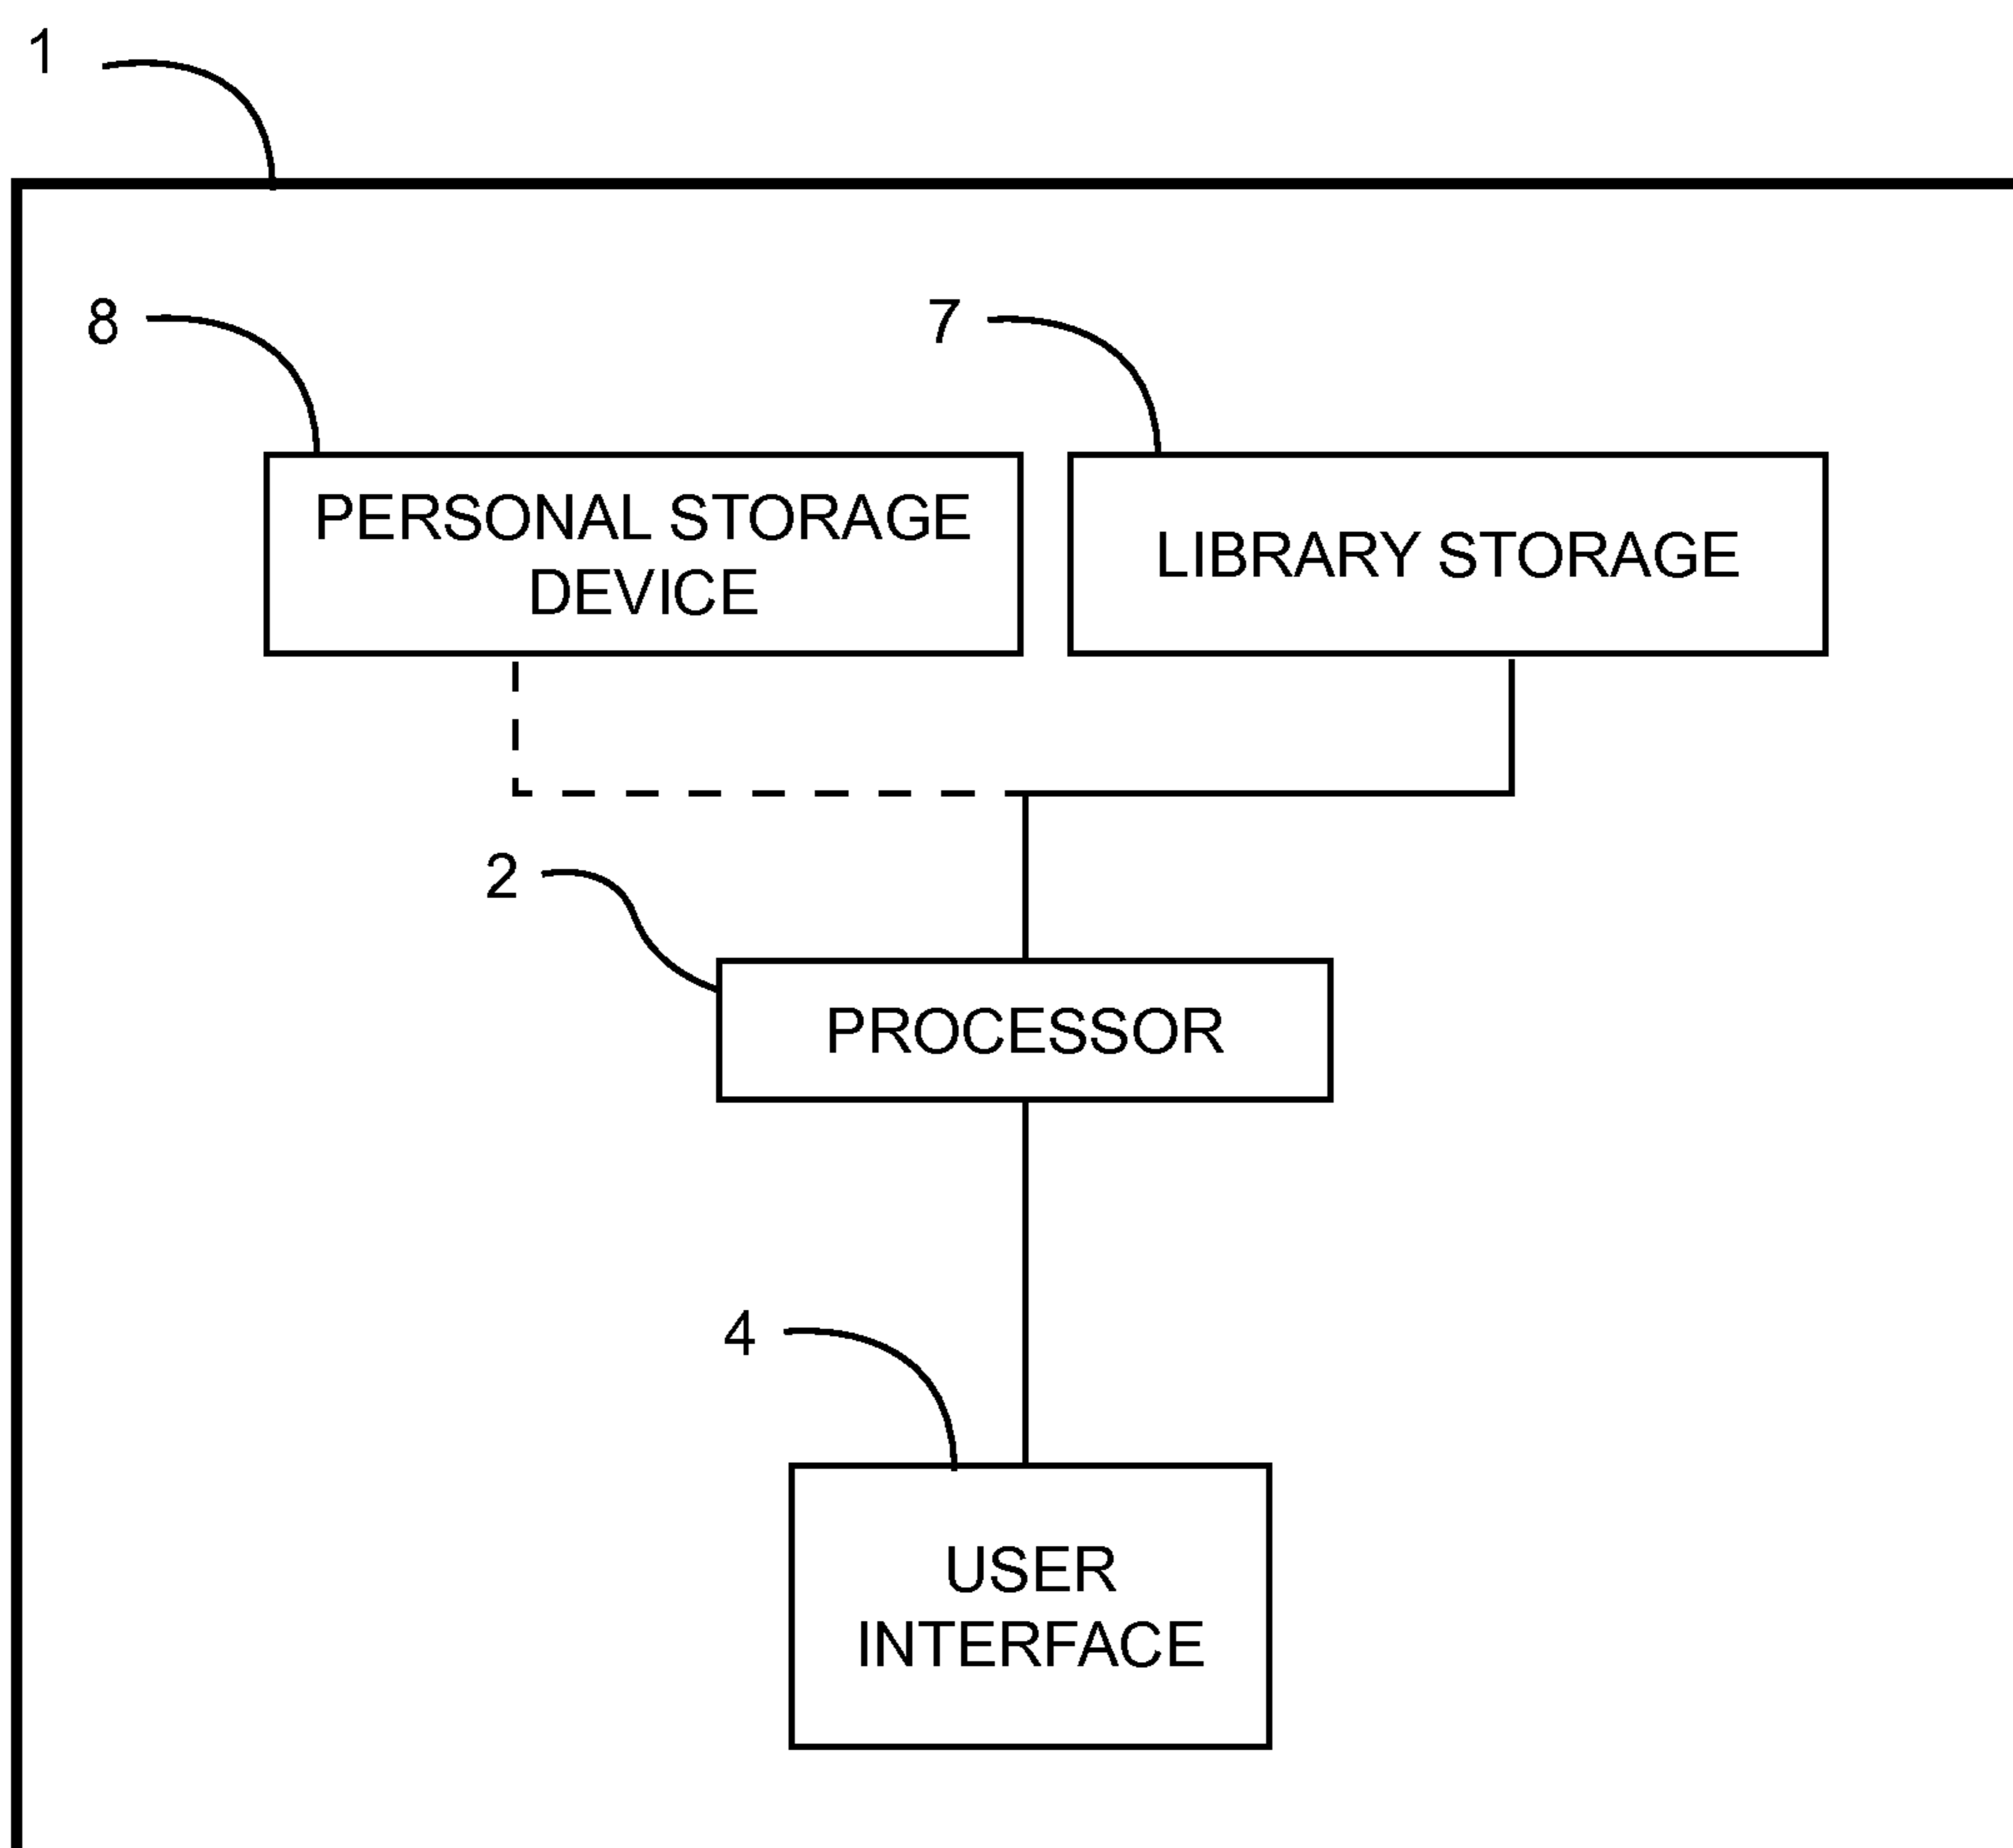 1
8
7
PERSONAL STORAGE
DEVICE
LIBRARY STORAGE
2
PROCESSOR
4
USER
INTERFACE